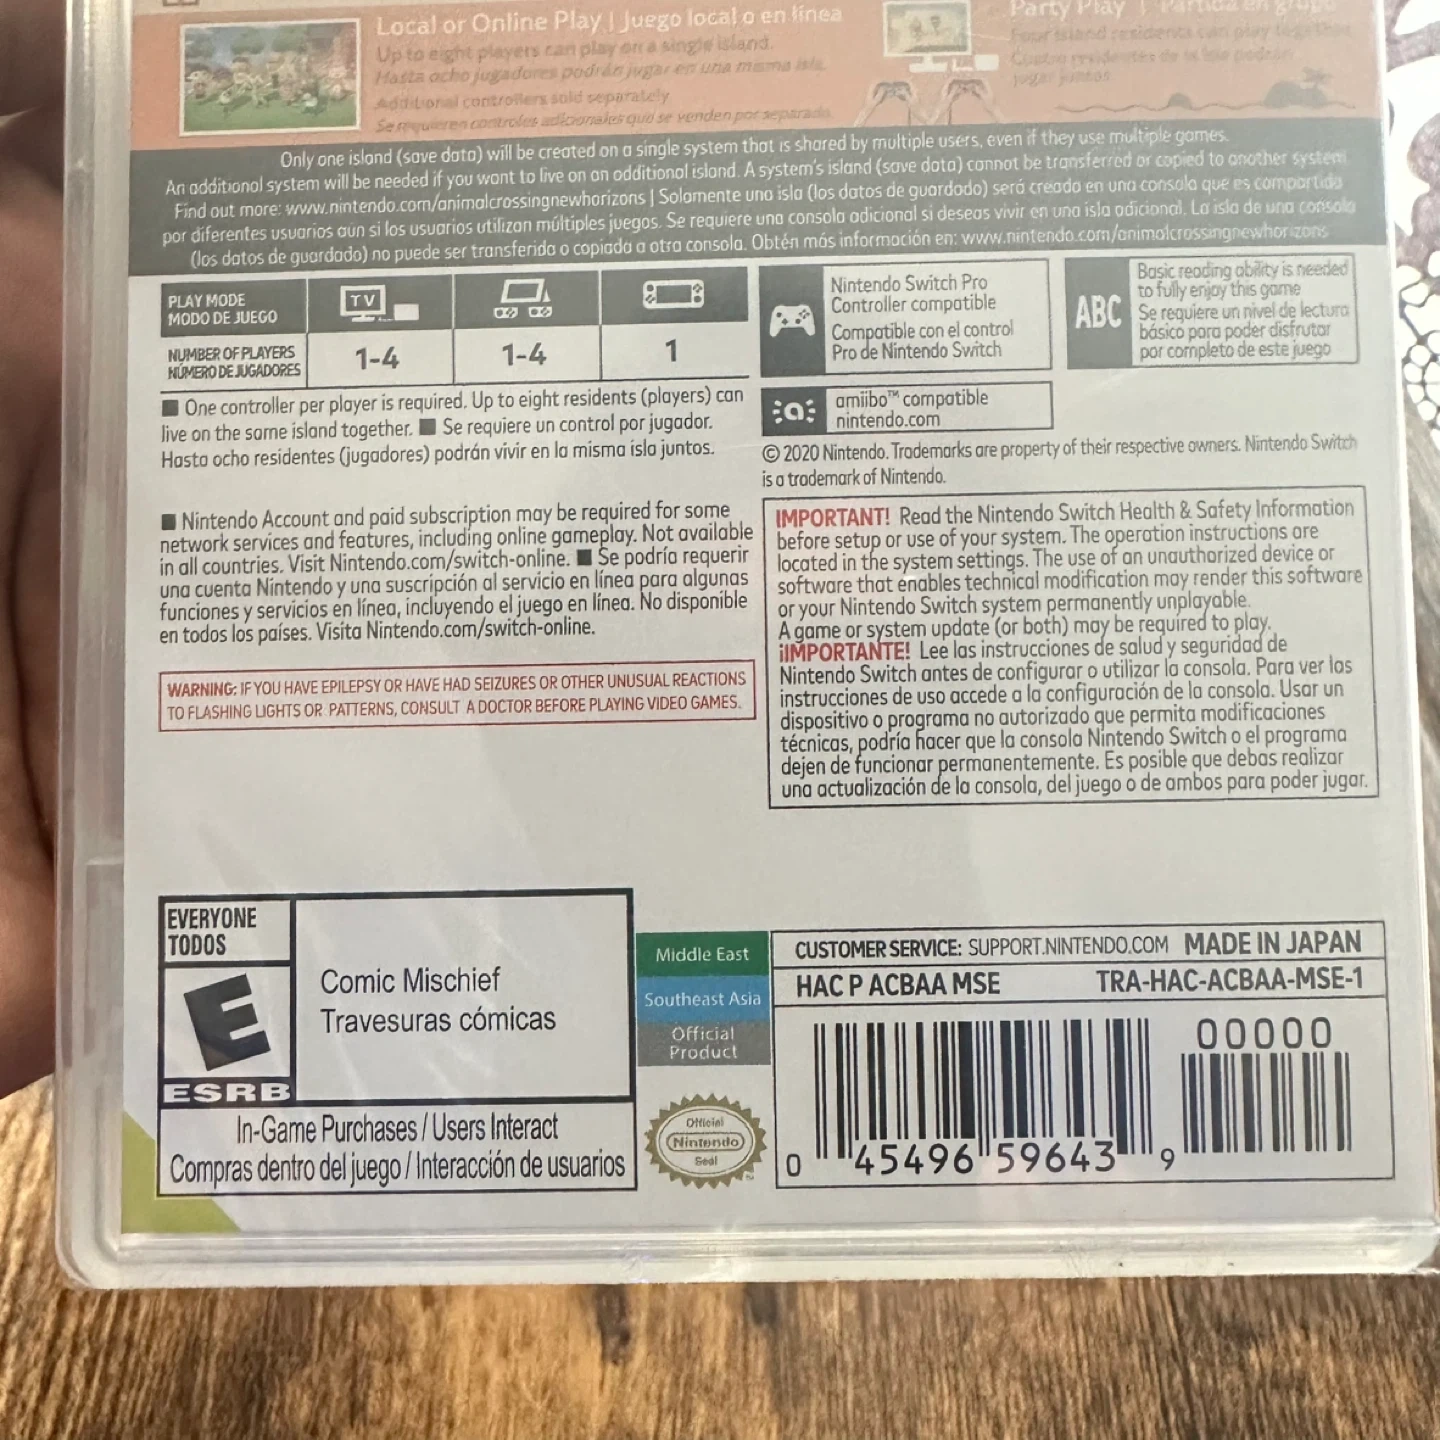 Local or Online Play | Juego local o en línea
Up to eight players can play on a single island.
Hasta ocho jugadores podrán jugar en una misma isla.
Additional controllers sold separately
Se requieren controles adicionales que se venden por separado.
Party Play | Partida en grupo
Four island residents can play together
Cuatro residentes de la isla podrán
jugar juntos.
Only one island (save data) will be created on a single system that is shared by multiple users, even if they use multiple games.
An additional system will be needed if you want to live on an additional island. A system's island (save data) cannot be transferred or copied to another system
Find out more: www.nintendo.com/animalcrossingnewhorizons | Solamente una isla (los datos de guardado) será creada en una consola que es compartida
por diferentes usuarios aún si los usuarios utilizan múltiples juegos. Se requiere una consola adicional si deseas vivir en una isla adicional. La isla de una consola
(los datos de guardado) no puede ser transferida o copiada a otra consola. Obtén más información en: www.nintendo.com/animalcrossingnewhorizons
PLAY MODE
MODO DE JUEGO
TV
NUMBER OF PLAYERS
NÚMERO DE JUGADORES
1-4
1-4
1
■ One controller per player is required. Up to eight residents (players) can
live on the same island together. ■ Se requiere un control por jugador.
Hasta ocho residentes (jugadores) podrán vivir en la misma isla juntos.
■ Nintendo Account and paid subscription may be required for some
network services and features, including online gameplay. Not available
in all countries. Visit Nintendo.com/switch-online. ■ Se podría requerir
una cuenta Nintendo y una suscripción al servicio en línea para algunas
funciones y servicios en línea, incluyendo el juego en línea. No disponible
en todos los países. Visita Nintendo.com/switch-online.
WARNING: IF YOU HAVE EPILEPSY OR HAVE HAD SEIZURES OR OTHER UNUSUAL REACTIONS
TO FLASHING LIGHTS OR PATTERNS, CONSULT A DOCTOR BEFORE PLAYING VIDEO GAMES.
Nintendo Switch Pro
Controller compatible
Compatible con el control
Pro de Nintendo Switch
ABC
Basic reading ability is needed
to fully enjoy this game
Se requiere un nivel de lectura
básico para poder disfrutar
por completo de este juego
a
amiibo™ compatible
nintendo.com
© 2020 Nintendo. Trademarks are property of their respective owners. Nintendo Switch
is a trademark of Nintendo.
IMPORTANT! Read the Nintendo Switch Health & Safety Information
before setup or use of your system. The operation instructions are
located in the system settings. The use of an unauthorized device or
software that enables technical modification may render this software
or your Nintendo Switch system permanently unplayable.
A game or system update (or both) may be required to play.
¡IMPORTANTE! Lee las instrucciones de salud y seguridad de
Nintendo Switch antes de configurar o utilizar la consola. Para ver las
instrucciones de uso accede a la configuración de la consola. Usar un
dispositivo o programa no autorizado que permita modificaciones
técnicas, podría hacer que la consola Nintendo Switch o el programa
dejen de funcionar permanentemente. Es posible que debas realizar
una actualización de la consola, del juego o de ambos para poder jugar.
EVERYONE
TODOS
E
ESRB
Comic Mischief
Travesuras cómicas
In-Game Purchases / Users Interact
Compras dentro del juego / Interacción de usuarios
Middle East
Southeast Asia
Official
Product
Official
Nintendo
Seal
™
CUSTOMER SERVICE: SUPPORT.NINTENDO.COM MADE IN JAPAN
HAC P ACBAA MSE TRA-HAC-ACBAA-MSE-1
00000
0 45496 59643 9